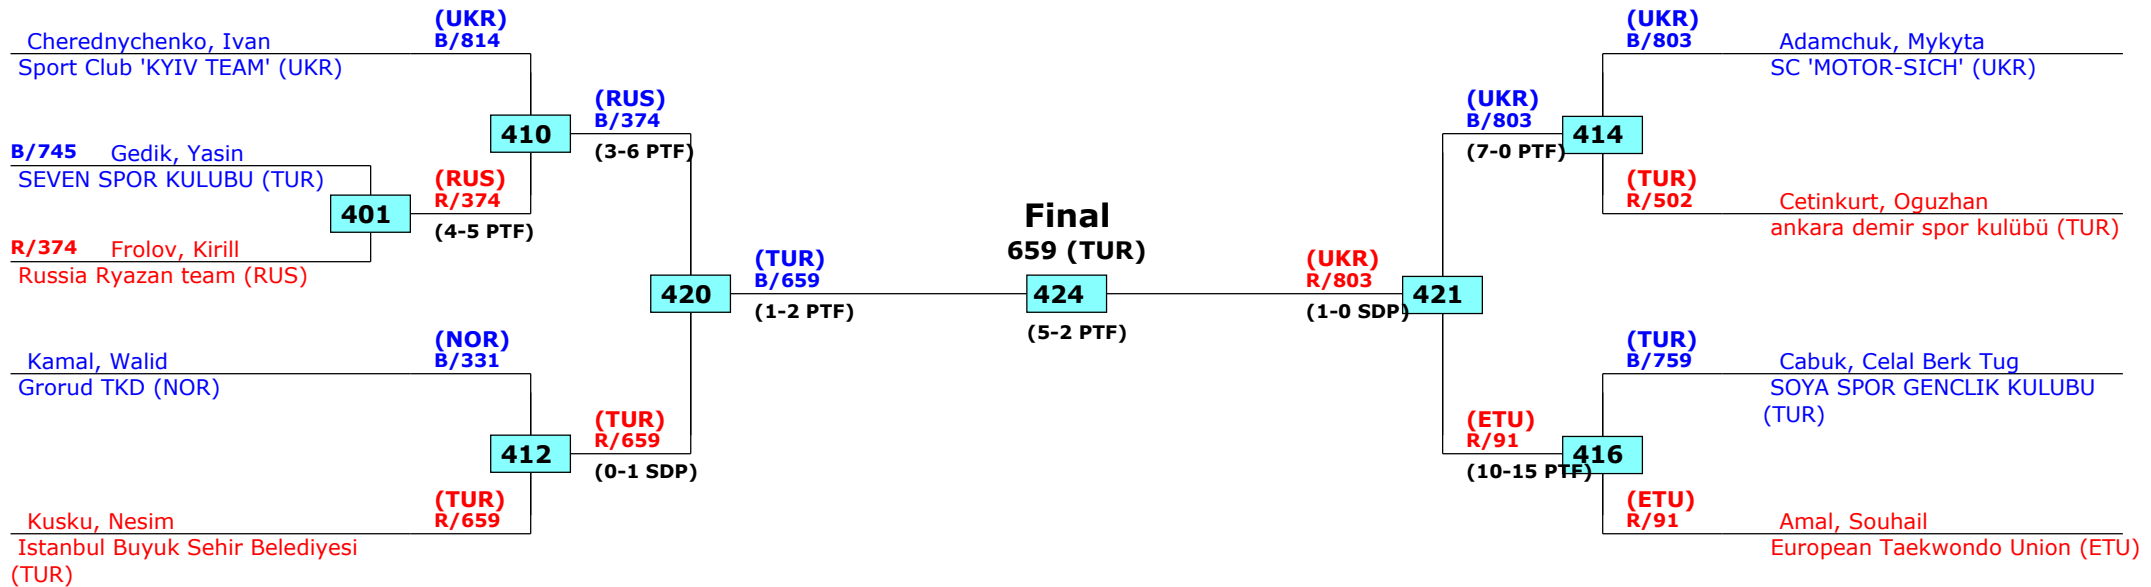 (UKR)
B/814
Cherednychenko, Ivan
Sport Club 'KYIV TEAM' (UKR)
410
(RUS)
B/374
(3-6 PTF)
B/745 Gedik, Yasin
SEVEN SPOR KULUBU (TUR)
401
(RUS)
R/374
(4-5 PTF)
R/374 Frolov, Kirill
Russia Ryazan team (RUS)
420
(TUR)
B/659
(1-2 PTF)
(NOR)
B/331
Kamal, Walid
Grorud TKD (NOR)
412
(TUR)
R/659
(0-1 SDP)
(TUR)
R/659
Kusku, Nesim
Istanbul Buyuk Sehir Belediyesi
(TUR)
Final
659 (TUR)
424
(5-2 PTF)
(UKR)
R/803
(1-0 SDP)
421
(UKR)
B/803
(7-0 PTF)
414
(UKR)
B/803
Adamchuk, Mykyta
SC 'MOTOR-SICH' (UKR)
(TUR)
R/502
Cetinkurt, Oguzhan
ankara demir spor kulübü (TUR)
(ETU)
R/91
(10-15 PTF)
416
(TUR)
B/759
Cabuk, Celal Berk Tug
SOYA SPOR GENCLIK KULUBU
(TUR)
(ETU)
R/91
Amal, Souhail
European Taekwondo Union (ETU)